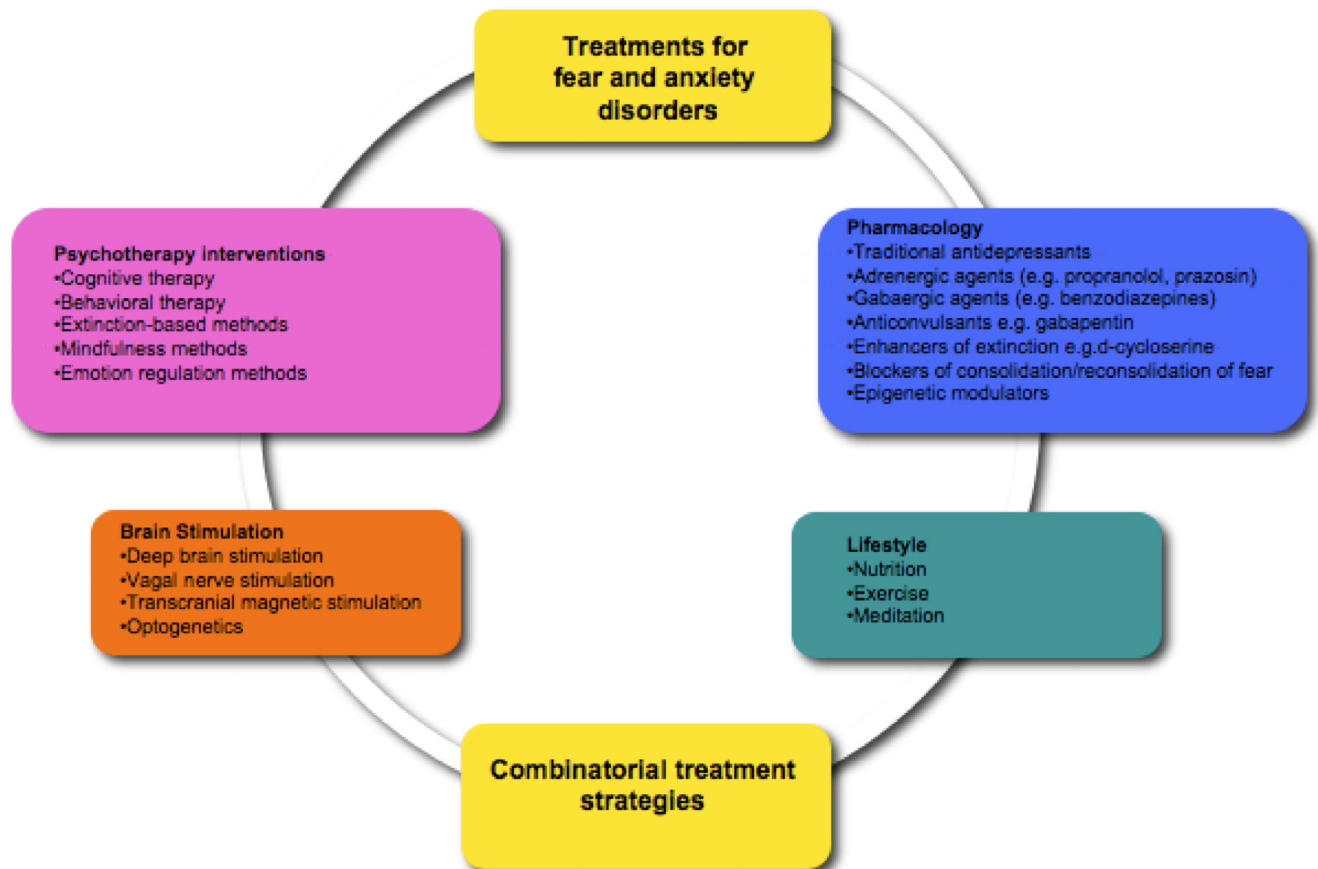 Treatments for
fear and anxiety
disorders
Psychotherapy interventions
•Cognitive therapy
•Behavioral therapy
•Extinction-based methods
•Mindfulness methods
•Emotion regulation methods
Pharmacology
•Traditional antidepressants
•Adrenergic agents (e.g. propranolol, prazosin)
•Gabaergic agents (e.g. benzodiazepines)
•Anticonvulsants e.g. gabapentin
•Enhancers of extinction e.g.d-cycloserine
•Blockers of consolidation/reconsolidation of fear
•Epigenetic modulators
Brain Stimulation
•Deep brain stimulation
•Vagal nerve stimulation
•Transcranial magnetic stimulation
•Optogenetics
Lifestyle
•Nutrition
•Exercise
•Meditation
Combinatorial treatment
strategies